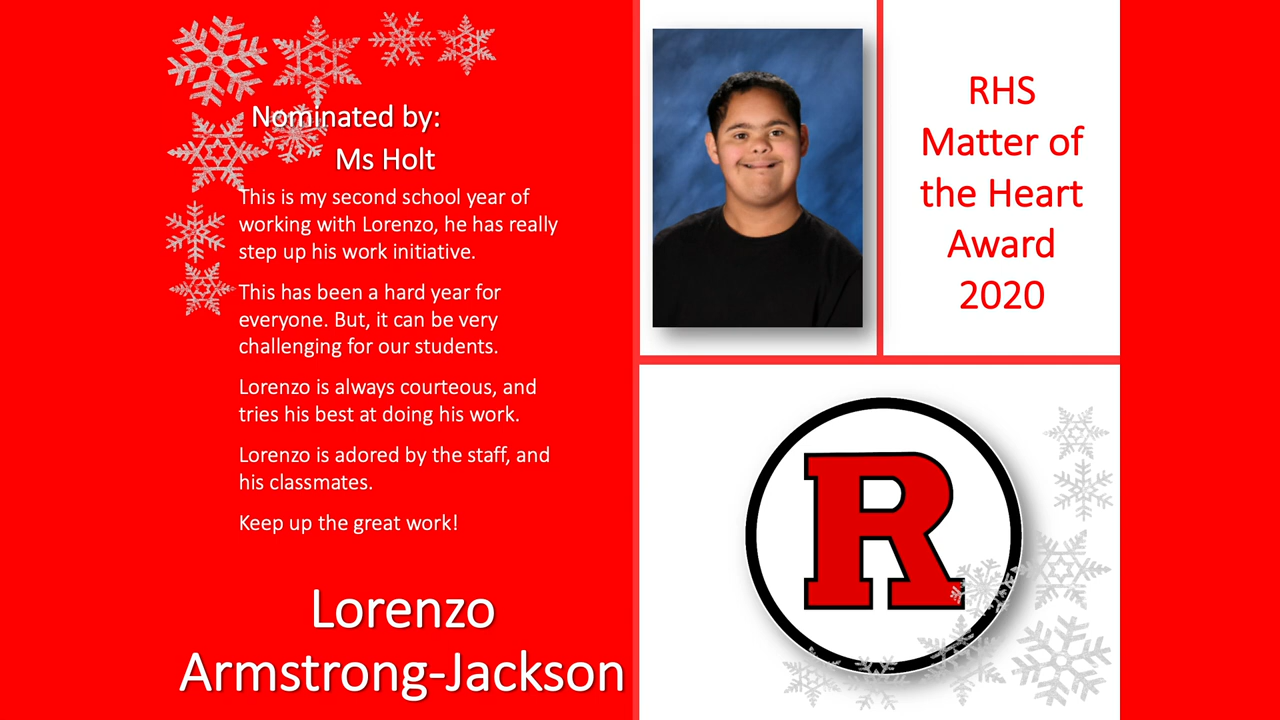 Nominated by:
Ms Holt
This is my second school year of
working with Lorenzo, he has really
step up his work initiative.
This has been a hard year for
everyone. But, it can be very
challenging for our students.
Lorenzo is always courteous, and
tries his best at doing his work.
Lorenzo is adored by the staff, and
his classmates.
Keep up the great work!
Lorenzo
Armstrong-Jackson
RHS
Matter of
the Heart
Award
2020
R